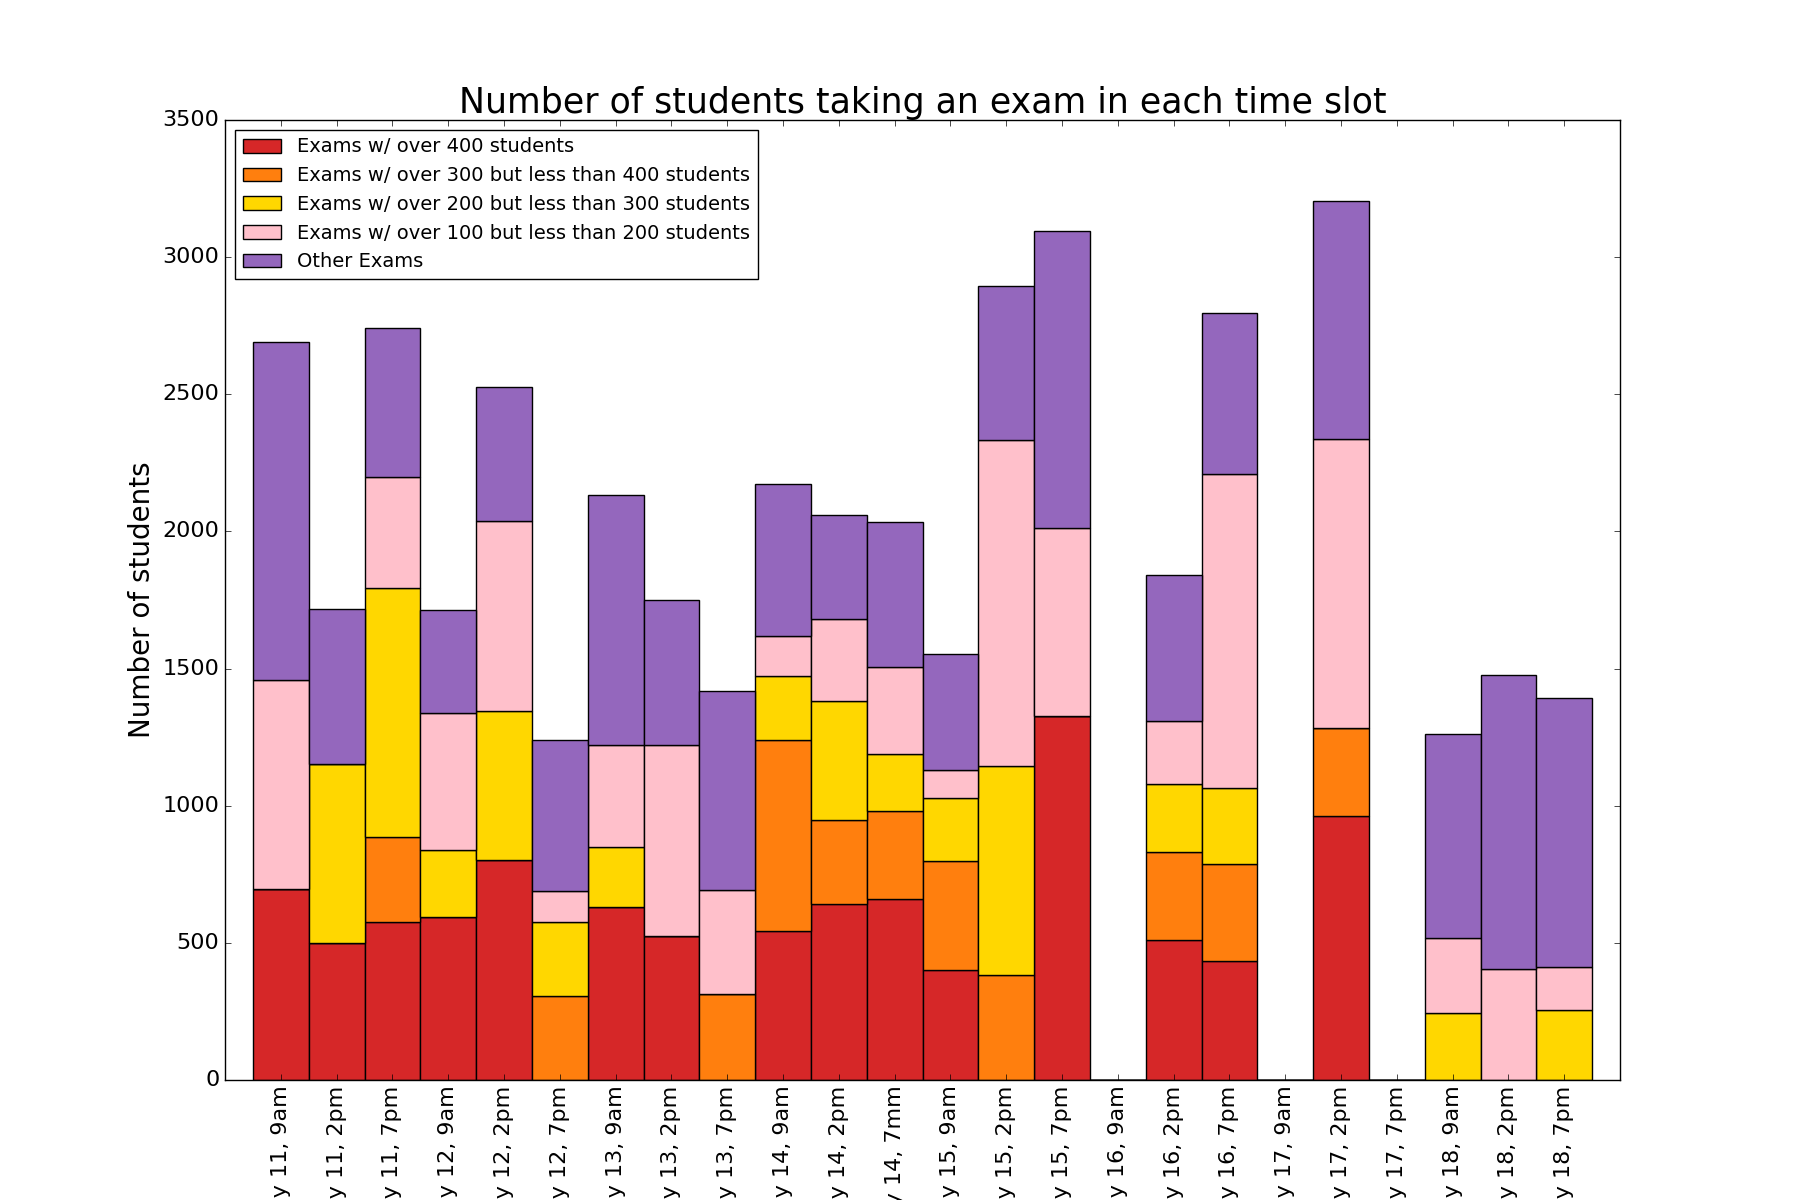 Number of students taking an exam in each time slot
3500
3000
2500
2000
1500
1000
500
0
Number of students
Exams w/ over 400 students
Exams w/ over 300 but less than 400 students
Exams w/ over 200 but less than 300 students
Exams w/ over 100 but less than 200 students
Other Exams
y 11, 9am
y 11, 2pm
y 11, 7pm
y 12, 9am
y 12, 2pm
y 12, 7pm
y 13, 9am
y 13, 2pm
y 13, 7pm
y 14, 9am
y 14, 2pm
y 14, 7mm
y 15, 9am
y 15, 2pm
y 15, 7pm
y 16, 9am
y 16, 2pm
y 16, 7pm
y 17, 9am
y 17, 2pm
y 17, 7pm
y 18, 9am
y 18, 2pm
y 18, 7pm